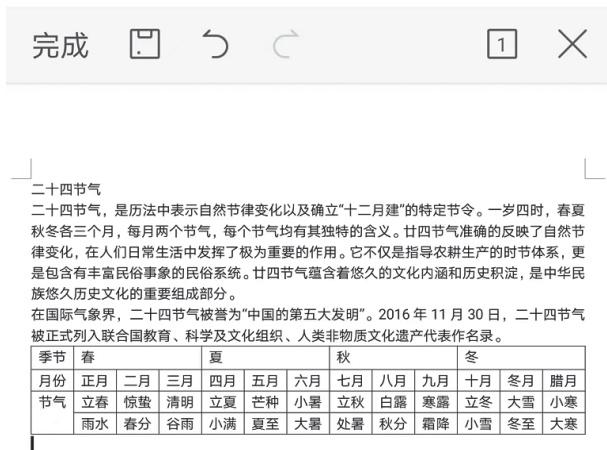 完成
1
二十四节气
二十四节气，是历法中表示自然节律变化以及确立“十二月建”的特定节令。一岁四时，春夏
秋冬各三个月，每月两个节气，每个节气均有其独特的含义。廿四节气准确的反映了自然节
律变化，在人们日常生活中发挥了极为重要的作用。它不仅是指导农耕生产的时节体系，更
是包含有丰富民俗事象的民俗系统。廿四节气蕴含着悠久的文化内涵和历史积淀，是中华民
族悠久历史文化的重要组成部分。
在国际气象界，二十四节气被誉为“中国的第五大发明”。2016 年 11 月 30 日，二十四节气
被正式列入联合国教育、科学及文化组织、人类非物质文化遗产代表作名录。
季节 春 夏 秋 冬
月份 正月 二月 三月 四月 五月 六月 七月 八月 九月 十月 冬月 腊月
节气 立春 惊蛰 清明 立夏 芒种 小暑 立秋 白露 寒露 立冬 大雪 小寒
雨水 春分 谷雨 小满 夏至 大暑 处暑 秋分 霜降 小雪 冬至 大寒